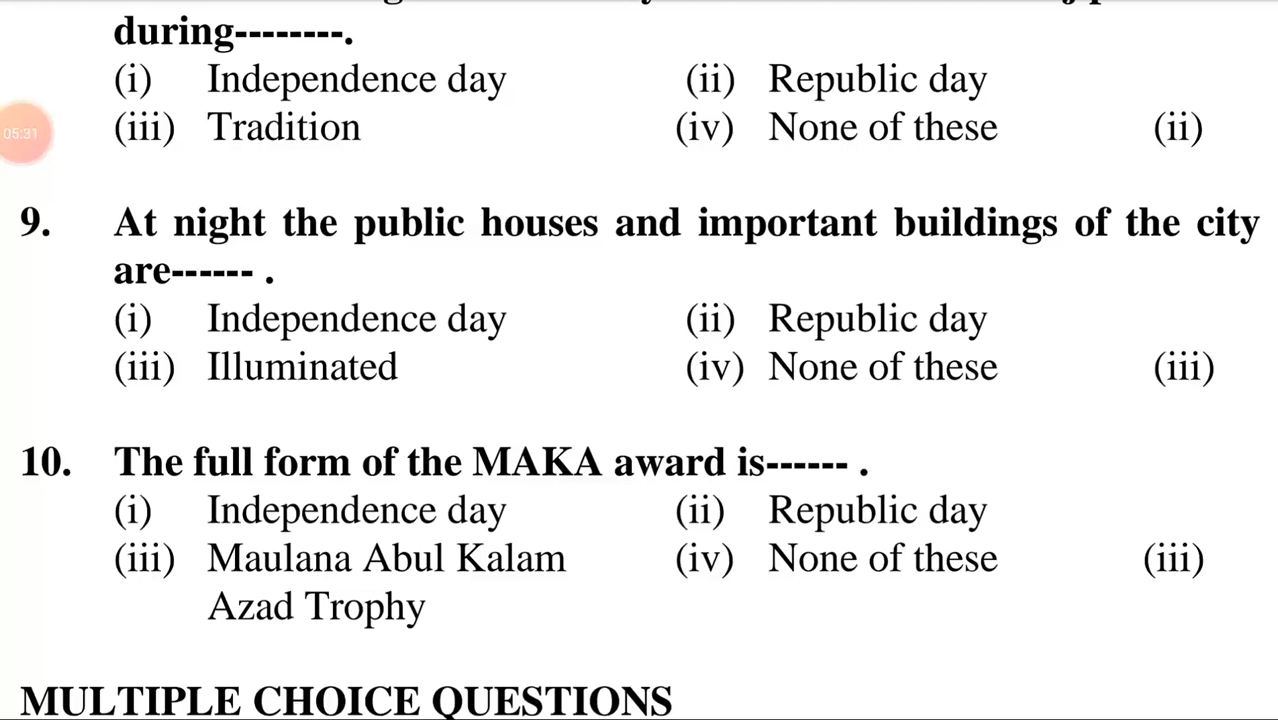 during--------.
(i) Independence day (ii) Republic day
(iii) Tradition (iv) None of these (ii)
05:31
9. At night the public houses and important buildings of the city
are------ .
(i) Independence day (ii) Republic day
(iii) Illuminated (iv) None of these (iii)
10. The full form of the MAKA award is------ .
(i) Independence day (ii) Republic day
(iii) Maulana Abul Kalam (iv) None of these (iii)
Azad Trophy
MULTIPLE CHOICE QUESTIONS